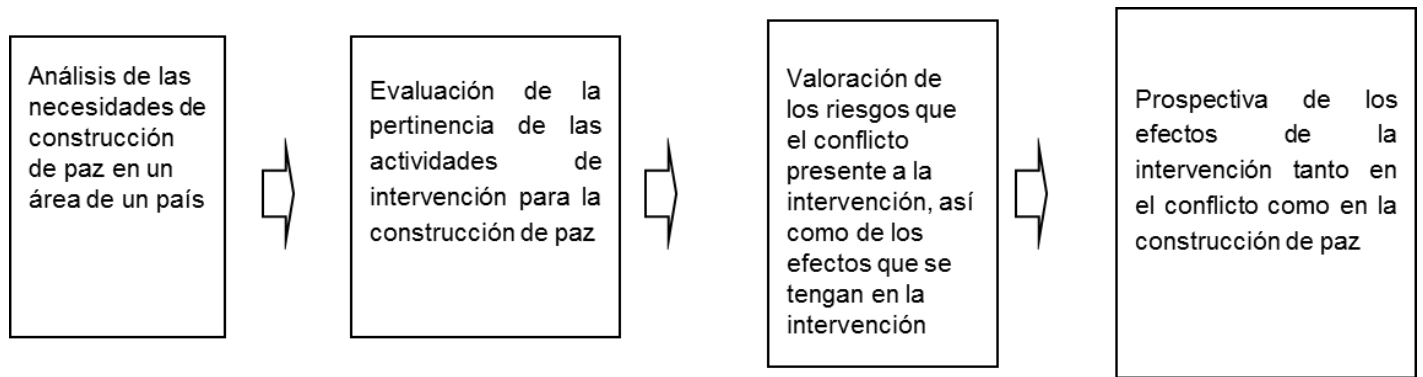 Análisis de las
necesidades de
construcción
de paz en un
área de un país
Evaluación de la
pertinencia de las
actividades de
intervención para la
construcción de paz
Valoración de
los riesgos que
el conflicto
presente a la
intervención, así
como de los
efectos que se
tengan en la
intervención
Prospectiva de los
efectos de la
intervención tanto en
el conflicto como en la
construcción de paz